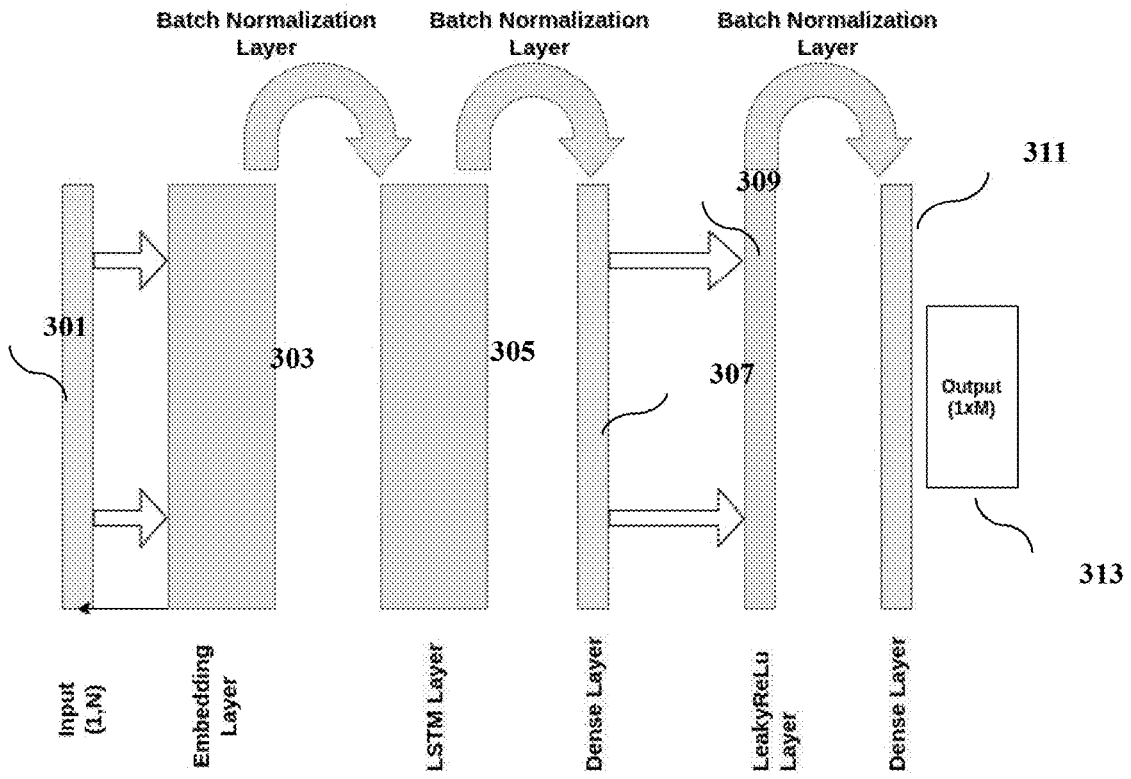 Batch Normalization
Layer
Batch Normalization
Layer
Batch Normalization
Layer
311
309
301
303
305
307
Output
(1xM)
313
Input
(1,N)
Embedding
Layer
LSTM Layer
Dense Layer
LeakyReLu
Layer
Dense Layer